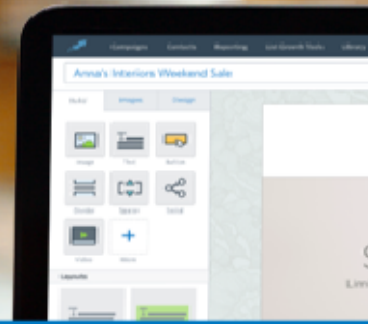 Campaigns Contacts Reporting List Growth Tools Library
Anna's Interiors Weekend Sale
Build Images Design
Image Text Button
Divider Spacer Social
Video More
Layouts